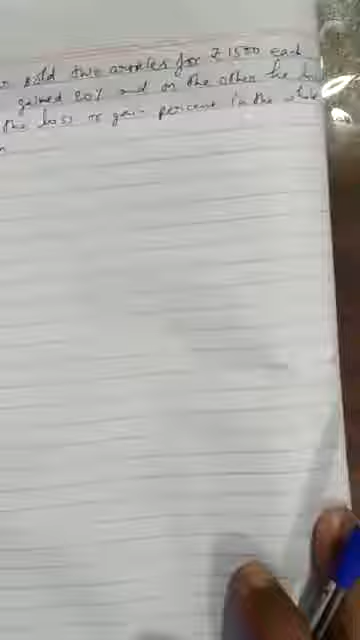 sold two articles for ₹ 1500 each
gained 20% and on the other he
the loss or gain percent in the whole